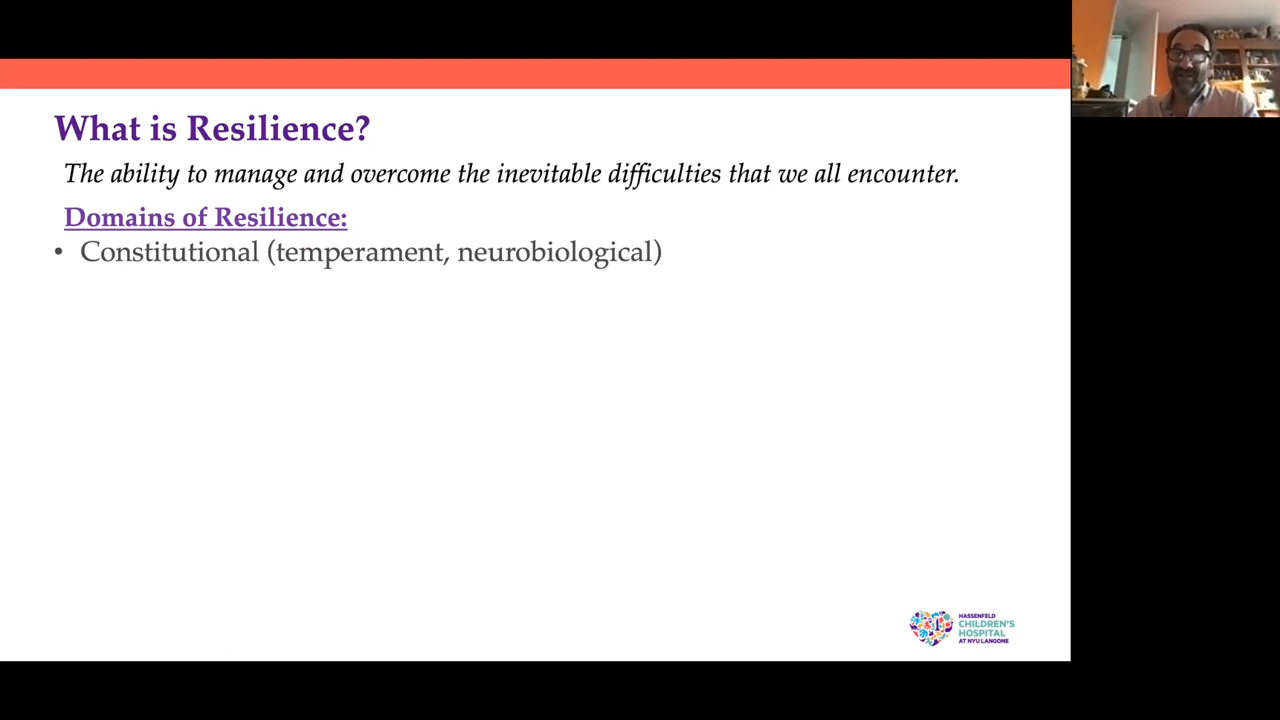 What is Resilience?
The ability to manage and overcome the inevitable difficulties that we all encounter.
Domains of Resilience:
• Constitutional (temperament, neurobiological)
HASSENFELD
CHILDREN'S
HOSPITAL
AT NYU LANGONE